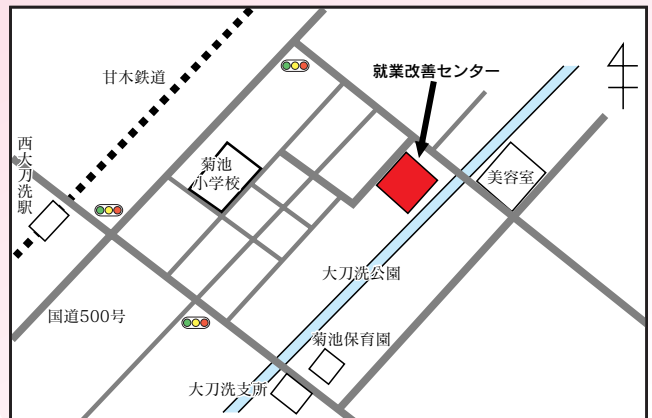 甘木鉄道
就業改善センター
西大刀洗駅
菊池
小学校
美容室
大刀洗公園
国道500号
菊池保育園
大刀洗支所